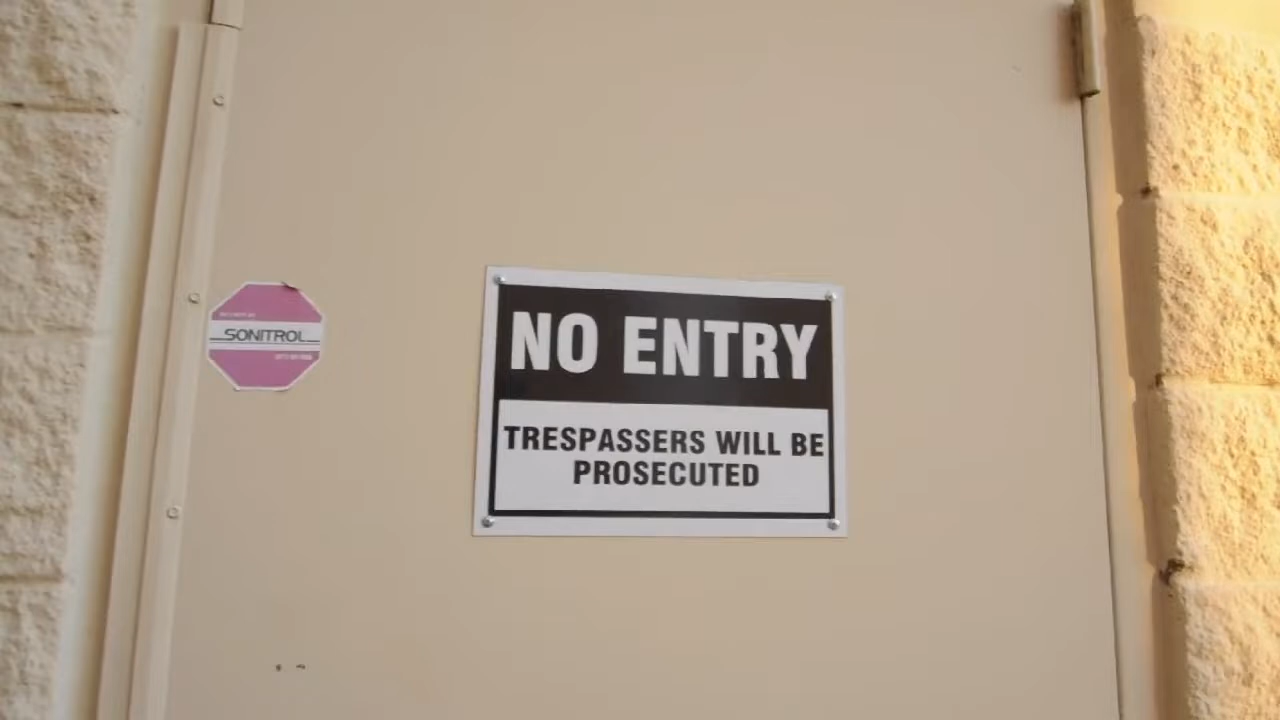 SONITROL
NO ENTRY
TRESPASSERS WILL BE
PROSECUTED